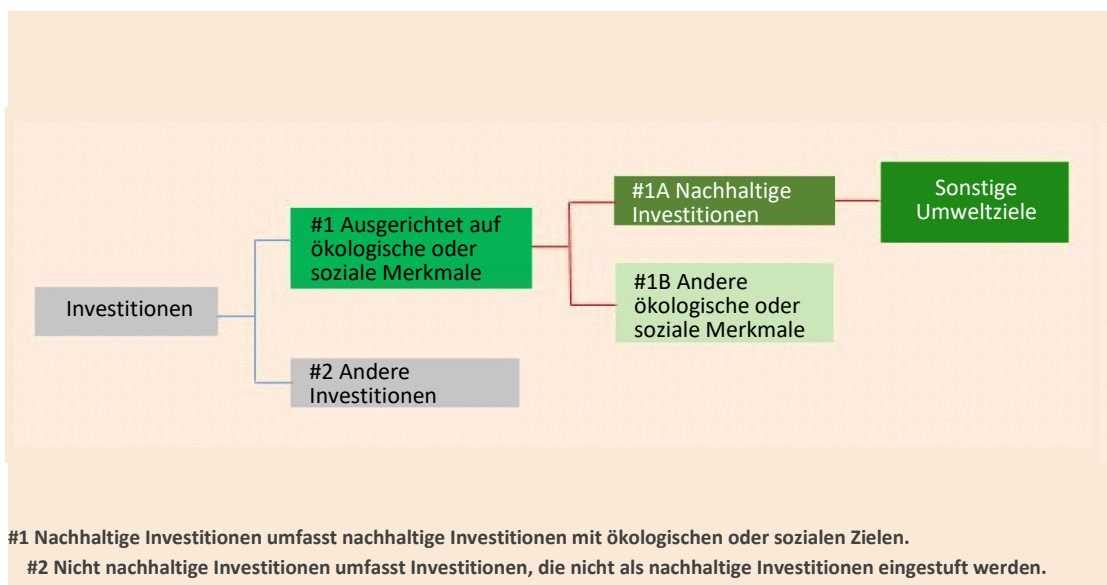 Investitionen
#1 Ausgerichtet auf
ökologische oder
soziale Merkmale
#2 Andere
Investitionen
#1A Nachhaltige
Investitionen
#1B Andere
ökologische oder
soziale Merkmale
Sonstige
Umweltziele
#1 Nachhaltige Investitionen umfasst nachhaltige Investitionen mit ökologischen oder sozialen Zielen.
#2 Nicht nachhaltige Investitionen umfasst Investitionen, die nicht als nachhaltige Investitionen eingestuft werden.